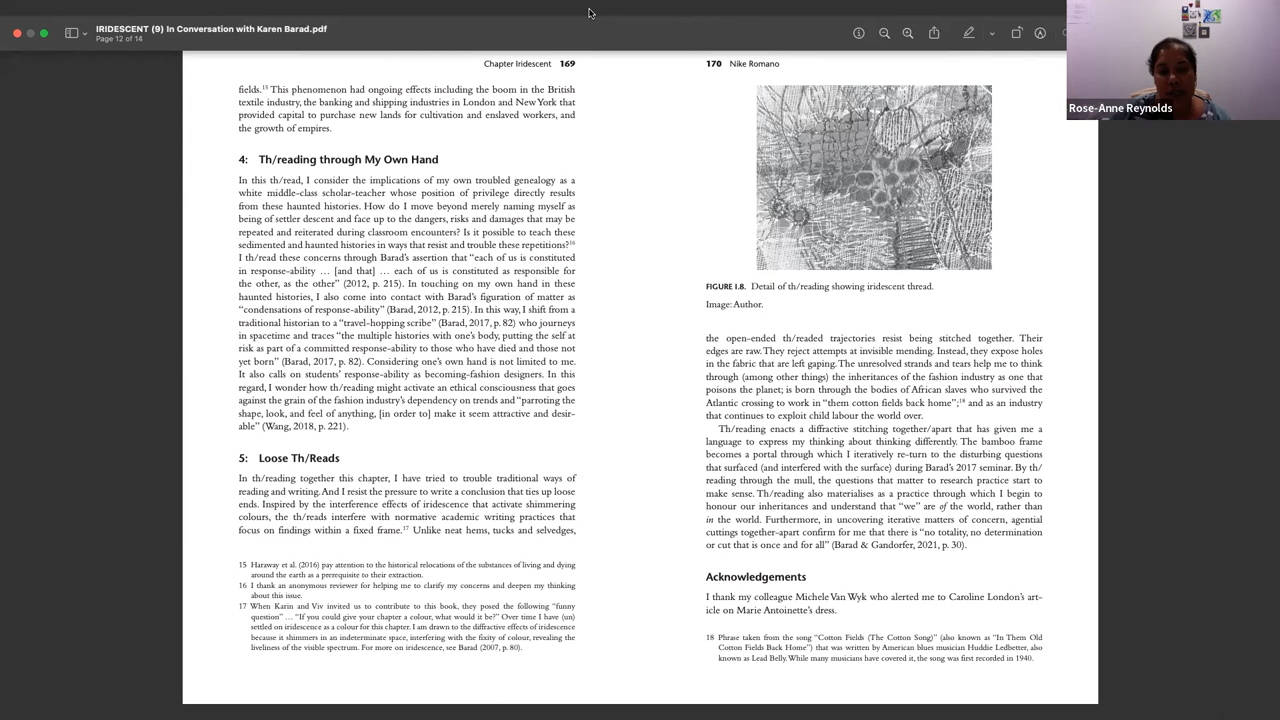 IRIDESCENT (9) In Conversation with Karen Barad.pdf
Page 12 of 14
Rose-Anne Reynolds
Chapter Iridescent 169
fields.15 This phenomenon had ongoing effects including the boom in the British
textile industry, the banking and shipping industries in London and New York that
provided capital to purchase new lands for cultivation and enslaved workers, and
the growth of empires.
4: Th/reading through My Own Hand
In this th/read, I consider the implications of my own troubled genealogy as a
white middle-class scholar-teacher whose position of privilege directly results
from these haunted histories. How do I move beyond merely naming myself as
being of settler descent and face up to the dangers, risks and damages that may be
repeated and reiterated during classroom encounters? Is it possible to teach these
sedimented and haunted histories in ways that resist and trouble these repetitions?16
I th/read these concerns through Barad's assertion that “each of us is constituted
in response-ability … [and that] … each of us is constituted as responsible for
the other, as the other” (2012, p. 215). In touching on my own hand in these
haunted histories, I also come into contact with Barad's figuration of matter as
“condensations of response-ability” (Barad, 2012, p. 215). In this way, I shift from a
traditional historian to a “travel-hopping scribe” (Barad, 2017, p. 82) who journeys
in spacetime and traces “the multiple histories with one's body, putting the self at
risk as part of a committed response-ability to those who have died and those not
yet born” (Barad, 2017, p. 82). Considering one's own hand is not limited to me.
It also calls on students' response-ability as becoming-fashion designers. In this
regard, I wonder how th/reading might activate an ethical consciousness that goes
against the grain of the fashion industry's dependency on trends and “parroting the
shape, look, and feel of anything, [in order to] make it seem attractive and desir-
able” (Wang, 2018, p. 221).
5: Loose Th/Reads
In th/reading together this chapter, I have tried to trouble traditional ways of
reading and writing. And I resist the pressure to write a conclusion that ties up loose
ends. Inspired by the interference effects of iridescence that activate shimmering
colours, the th/reads interfere with normative academic writing practices that
focus on findings within a fixed frame.17 Unlike neat hems, tucks and selvedges,
15 Haraway et al. (2016) pay attention to the historical relocations of the substances of living and dying
around the earth as a prerequisite to their extraction.
16 I thank an anonymous reviewer for helping me to clarify my concerns and deepen my thinking
about this issue.
17 When Karin and Viv invited us to contribute to this book, they posed the following “funny
question” … “If you could give your chapter a colour, what would it be?” Over time I have (un)
settled on iridescence as a colour for this chapter. I am drawn to the diffractive effects of iridescence
because it shimmers in an indeterminate space, interfering with the fixity of colour, revealing the
liveliness of the visible spectrum. For more on iridescence, see Barad (2007, p. 80).
170 Nike Romano
FIGURE I.8. Detail of th/reading showing iridescent thread.
Image: Author.
the open-ended th/readed trajectories resist being stitched together. Their
edges are raw. They reject attempts at invisible mending. Instead, they expose holes
in the fabric that are left gaping. The unresolved strands and tears help me to think
through (among other things) the inheritances of the fashion industry as one that
poisons the planet; is born through the bodies of African slaves who survived the
Atlantic crossing to work in “them cotton fields back home”;18 and as an industry
that continues to exploit child labour the world over.
Th/reading enacts a diffractive stitching together/apart that has given me a
language to express my thinking about thinking differently. The bamboo frame
becomes a portal through which I iteratively re-turn to the disturbing questions
that surfaced (and interfered with the surface) during Barad's 2017 seminar. By th/
reading through the mull, the questions that matter to research practice start to
make sense. Th/reading also materialises as a practice through which I begin to
honour our inheritances and understand that “we” are of the world, rather than
in the world. Furthermore, in uncovering iterative matters of concern, agential
cuttings together-apart confirm for me that there is “no totality, no determination
or cut that is once and for all” (Barad & Gandorfer, 2021, p. 30).
Acknowledgements
I thank my colleague Michele Van Wyk who alerted me to Caroline London's art-
icle on Marie Antoinette's dress.
18 Phrase taken from the song “Cotton Fields (The Cotton Song)” (also known as “In Them Old
Cotton Fields Back Home”) that was written by American blues musician Huddie Ledbetter, also
known as Lead Belly. While many musicians have covered it, the song was first recorded in 1940.